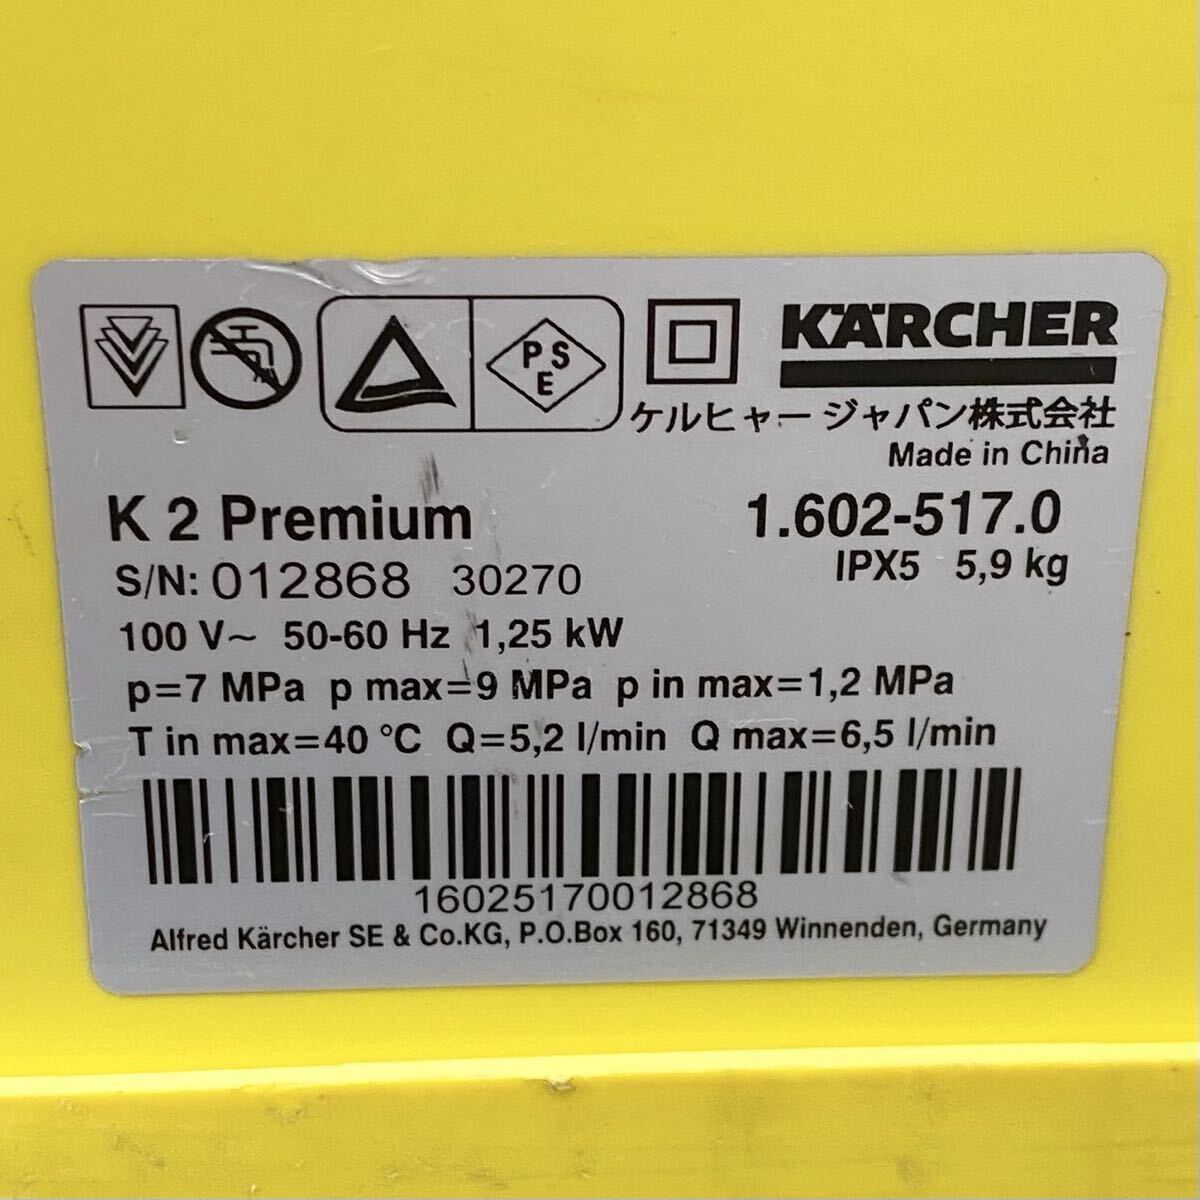 PSE
KÄRCHER
ケルヒャー ジャパン株式会社
Made in China
K 2 Premium 1.602-517.0
S/N: 012868 30270 IPX5 5,9 kg
100 V~ 50-60 Hz 1,25 kW
p=7 MPa p max=9 MPa p in max=1,2 MPa
T in max=40 °C Q=5,2 l/min Q max=6,5 l/min
16025170012868
Alfred Kärcher SE & Co.KG, P.O.Box 160, 71349 Winnenden, Germany